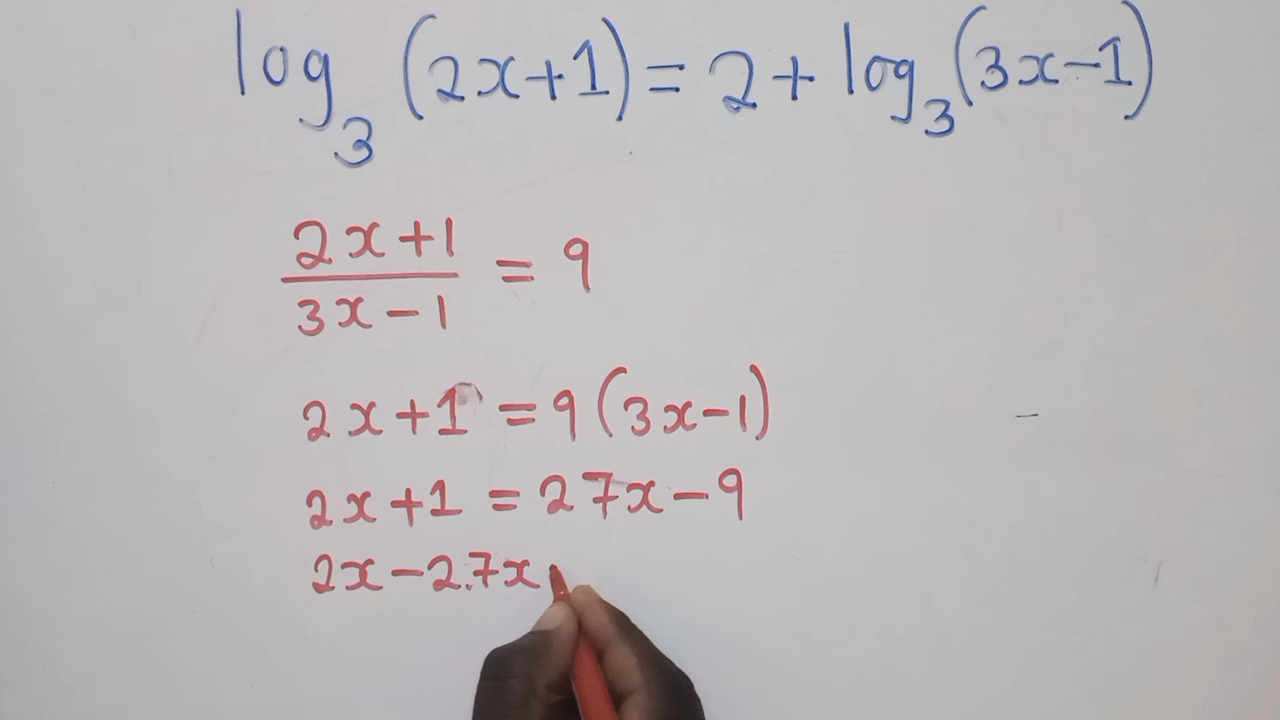 log₃(2x+1) = 2 + log₃(3x-1)
2x+1
3x-1 = 9
2x+1 = 9(3x-1)
2x+1 = 27x-9
2x-27x